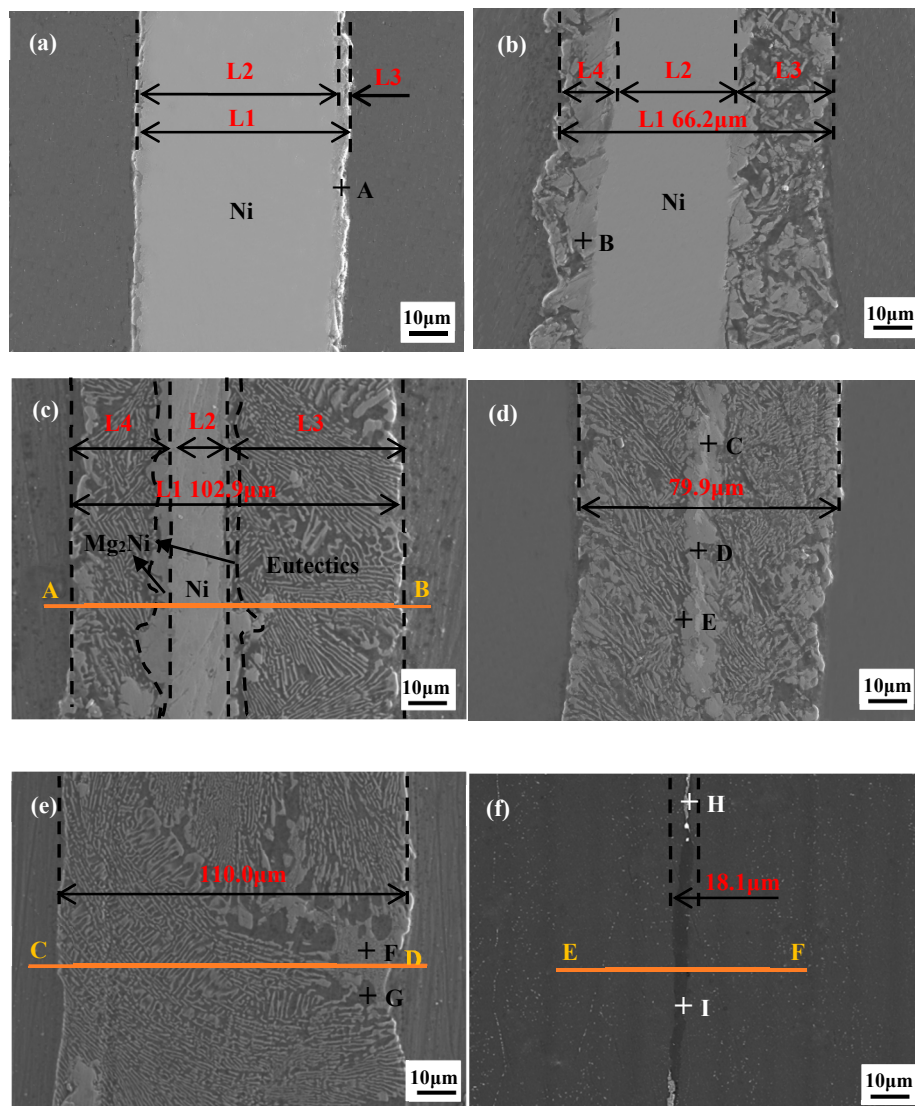 (a)
L2
L3
L1
A
Ni
10μm
(b)
L4
L2
L3
L1 66.2μm
Ni
B
10μm
(c)
L4
L2
L3
L1 102.9μm
Mg₂Ni
Ni
Eutectics
A
B
10μm
(d)
C
79.9μm
D
E
10μm
(e)
110.0μm
C
F
D
G
10μm
(f)
H
18.1μm
E
F
I
10μm